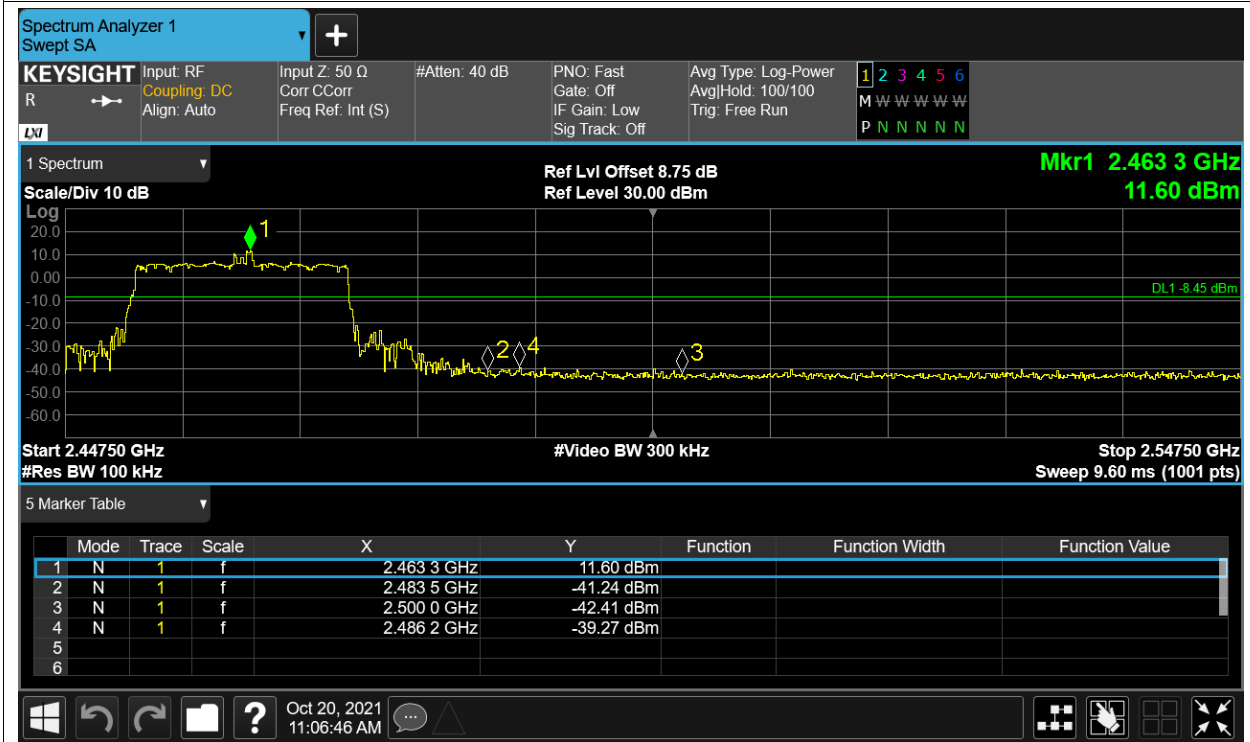 Spectrum Analyzer 1
Swept SA
+
KEYSIGHT Input: RF Input Z: 50 Ω #Atten: 40 dB PNO: Fast Avg Type: Log-Power 1 2 3 4 5 6
R Coupling: DC Corr CCorr Gate: Off Avg|Hold: 100/100 M W W W W W
Align: Auto Freq Ref: Int (S) IF Gain: Low Trig: Free Run
LXI Sig Track: Off P N N N N N
1 Spectrum Ref Lvl Offset 8.75 dB Mkr1 2.463 3 GHz
Scale/Div 10 dB Ref Level 30.00 dBm 11.60 dBm
Log
20.0
1
10.0
0.00
DL1 -8.45 dBm
-10.0
-20.0
-30.0
2 4 3
-40.0
-50.0
-60.0
Start 2.44750 GHz #Video BW 300 kHz Stop 2.54750 GHz
#Res BW 100 kHz Sweep 9.60 ms (1001 pts)
5 Marker Table
Mode Trace Scale X Y Function Function Width Function Value
1 N 1 f 2.463 3 GHz 11.60 dBm
2 N 1 f 2.483 5 GHz -41.24 dBm
3 N 1 f 2.500 0 GHz -42.41 dBm
4 N 1 f 2.486 2 GHz -39.27 dBm
5
6
? Oct 20, 2021
11:06:46 AM